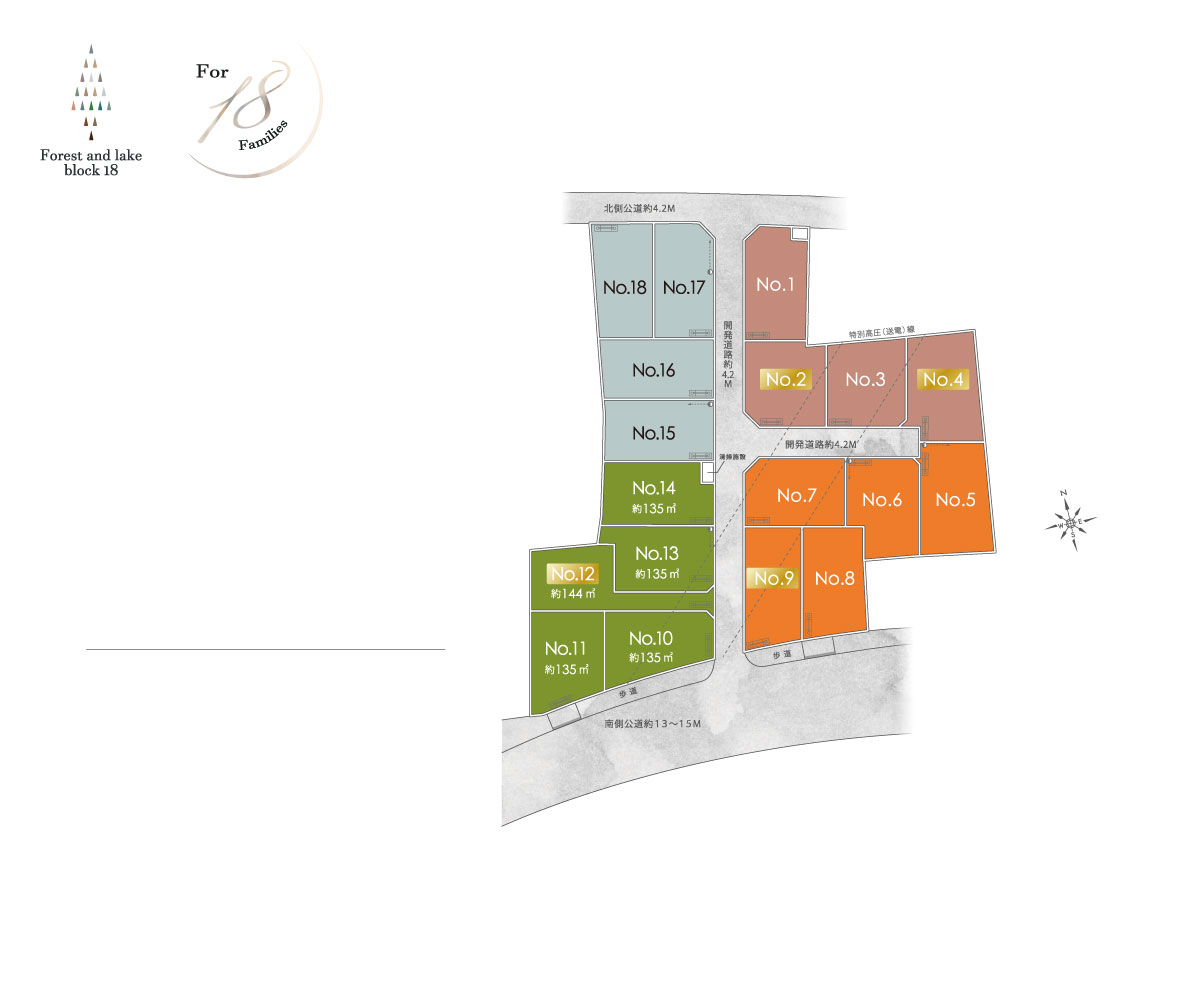 Forest and lake
block 18
For
18
Families
北側公道約4.2M
No.18
No.17
No.1
開発道路約4.2M
特別高圧(送電)線
No.16
No.2
No.3
No.4
No.15
開発道路約4.2M
清掃施設
No.14
約135㎡
No.7
No.6
No.5
No.13
約135㎡
No.12
約144㎡
No.9
No.8
No.11
約135㎡
No.10
約135㎡
歩道
歩道
南側公道約13〜15M
N
W
E
S